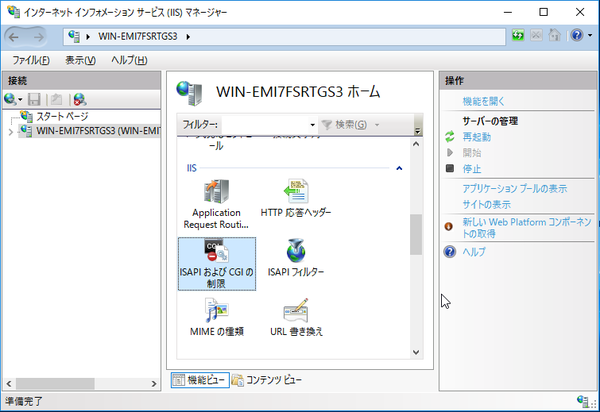 インターネット インフォメーション サービス (IIS) マネージャー
WIN-EMI7FSRTGS3
ファイル(F) 表示(V) ヘルプ(H)
接続
スタート ページ
WIN-EMI7FSRTGS3 (WIN-EMI7
WIN-EMI7FSRTGS3 ホーム
フィルター: 検索(G)
ール
IIS
Application
Request Routi...
HTTP 応答ヘッダー
ISAPI および CGI の
制限
ISAPI フィルター
MIME の種類
URL 書き換え
機能ビュー コンテンツ ビュー
操作
機能を開く
サーバーの管理
再起動
開始
停止
アプリケーション プールの表示
サイトの表示
新しい Web Platform コンポーネン
トの取得
ヘルプ
準備完了